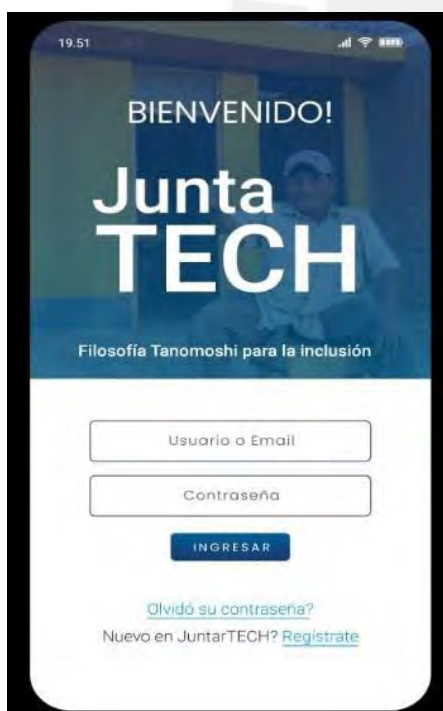 19.51
BIENVENIDO!
Junta
TECH
Filosofía Tanomoshi para la inclusión
Usuario o Email
Contraseña
INGRESAR
Olvidó su contraseña?
Nuevo en JuntarTECH? Registrate